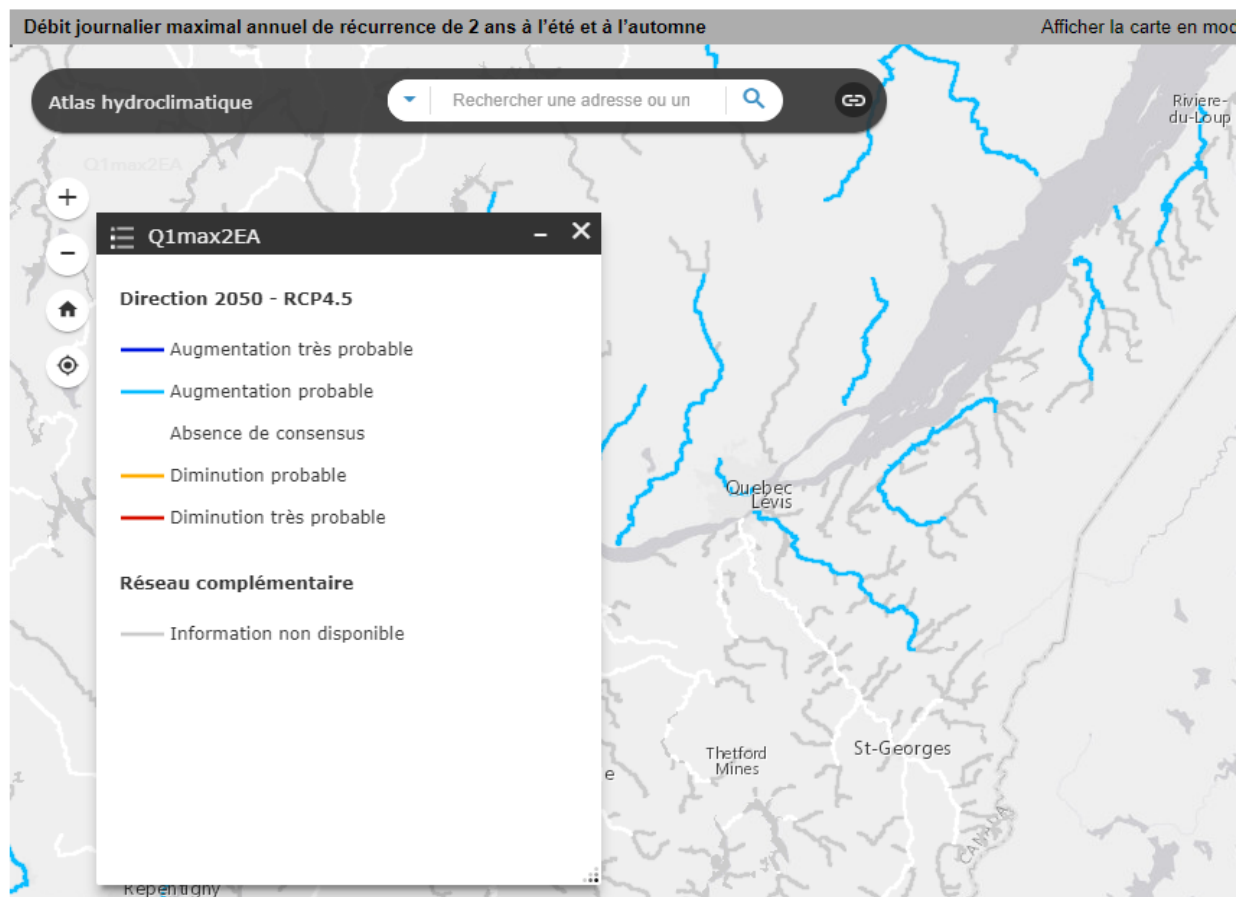 Débit journalier maximal annuel de récurrence de 2 ans à l'été et à l'automne
Afficher la carte en mod
Atlas hydroclimatique
Rechercher une adresse ou un
Riviere-
du-Loup
Q1max2EA
Q1max2EA
Direction 2050 - RCP4.5
Augmentation très probable
Augmentation probable
Absence de consensus
Diminution probable
Diminution très probable
Réseau complémentaire
Information non disponible
Quebec
Lévis
Thetford
Mines
St-Georges
e
CANADA
Repentigny